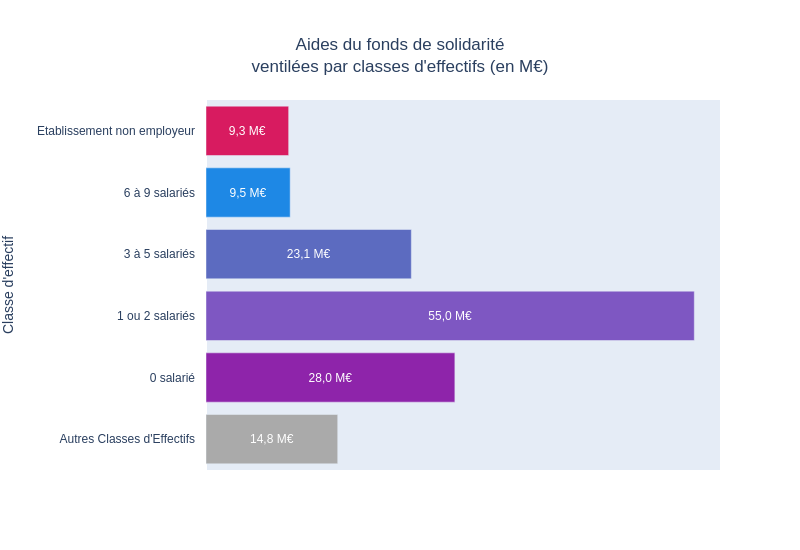 Aides du fonds de solidarité
ventilées par classes d'effectifs (en M€)
Classe d'effectif
Etablissement non employeur
9,3 M€
6 à 9 salariés
9,5 M€
3 à 5 salariés
23,1 M€
1 ou 2 salariés
55,0 M€
0 salarié
28,0 M€
Autres Classes d'Effectifs
14,8 M€